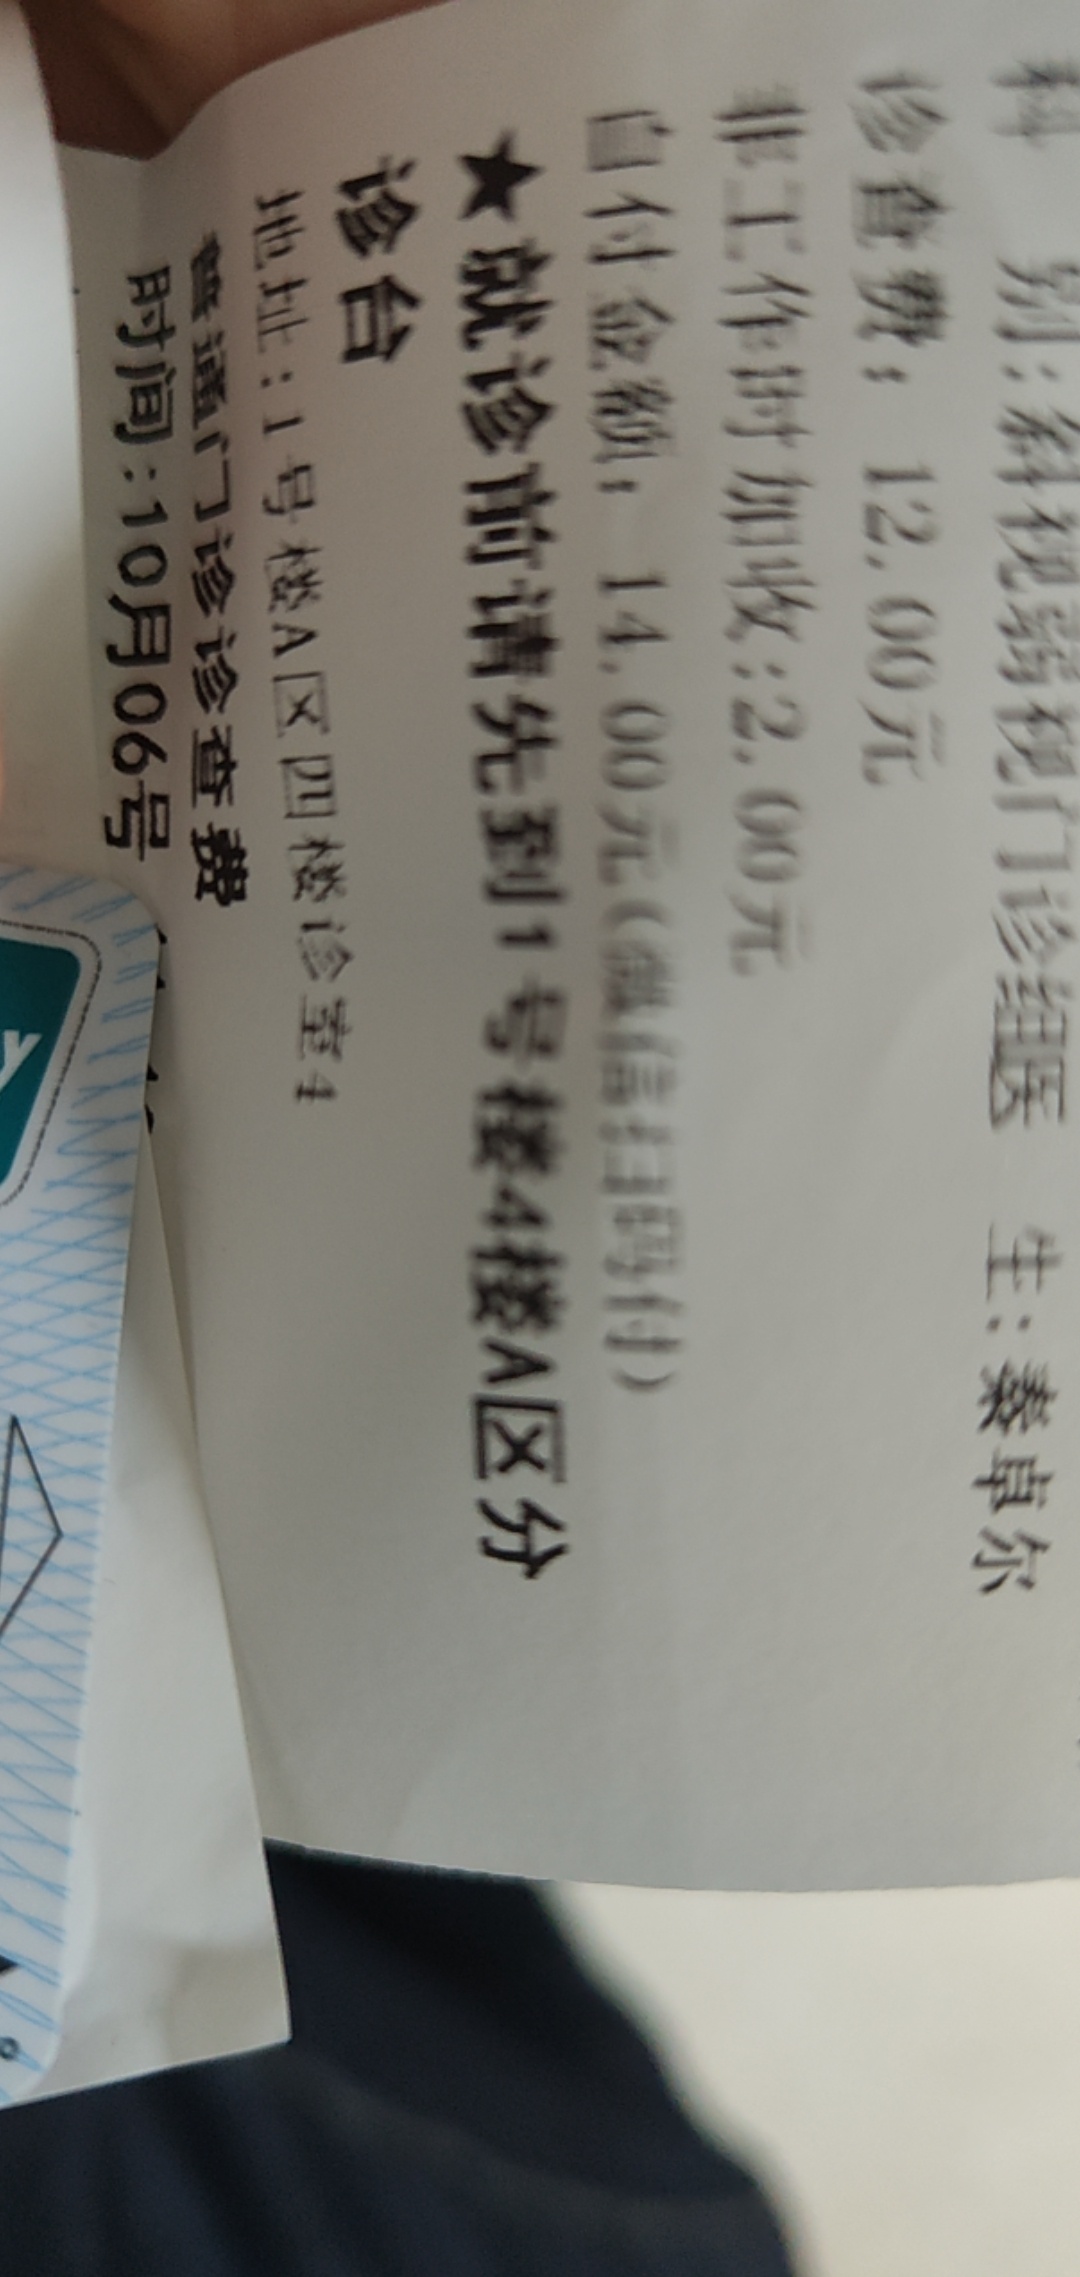 科 别:斜视弱视门诊组医 生:秦卓尔
诊查费: 12.00元
非工作时加收:2.00元
自付金额: 14.00元(微信扫码付)
★就诊前请先到1号楼4楼A区分
诊台
地址:1号楼A区四楼诊室4
普通门诊诊查费
时间:10月06号
y